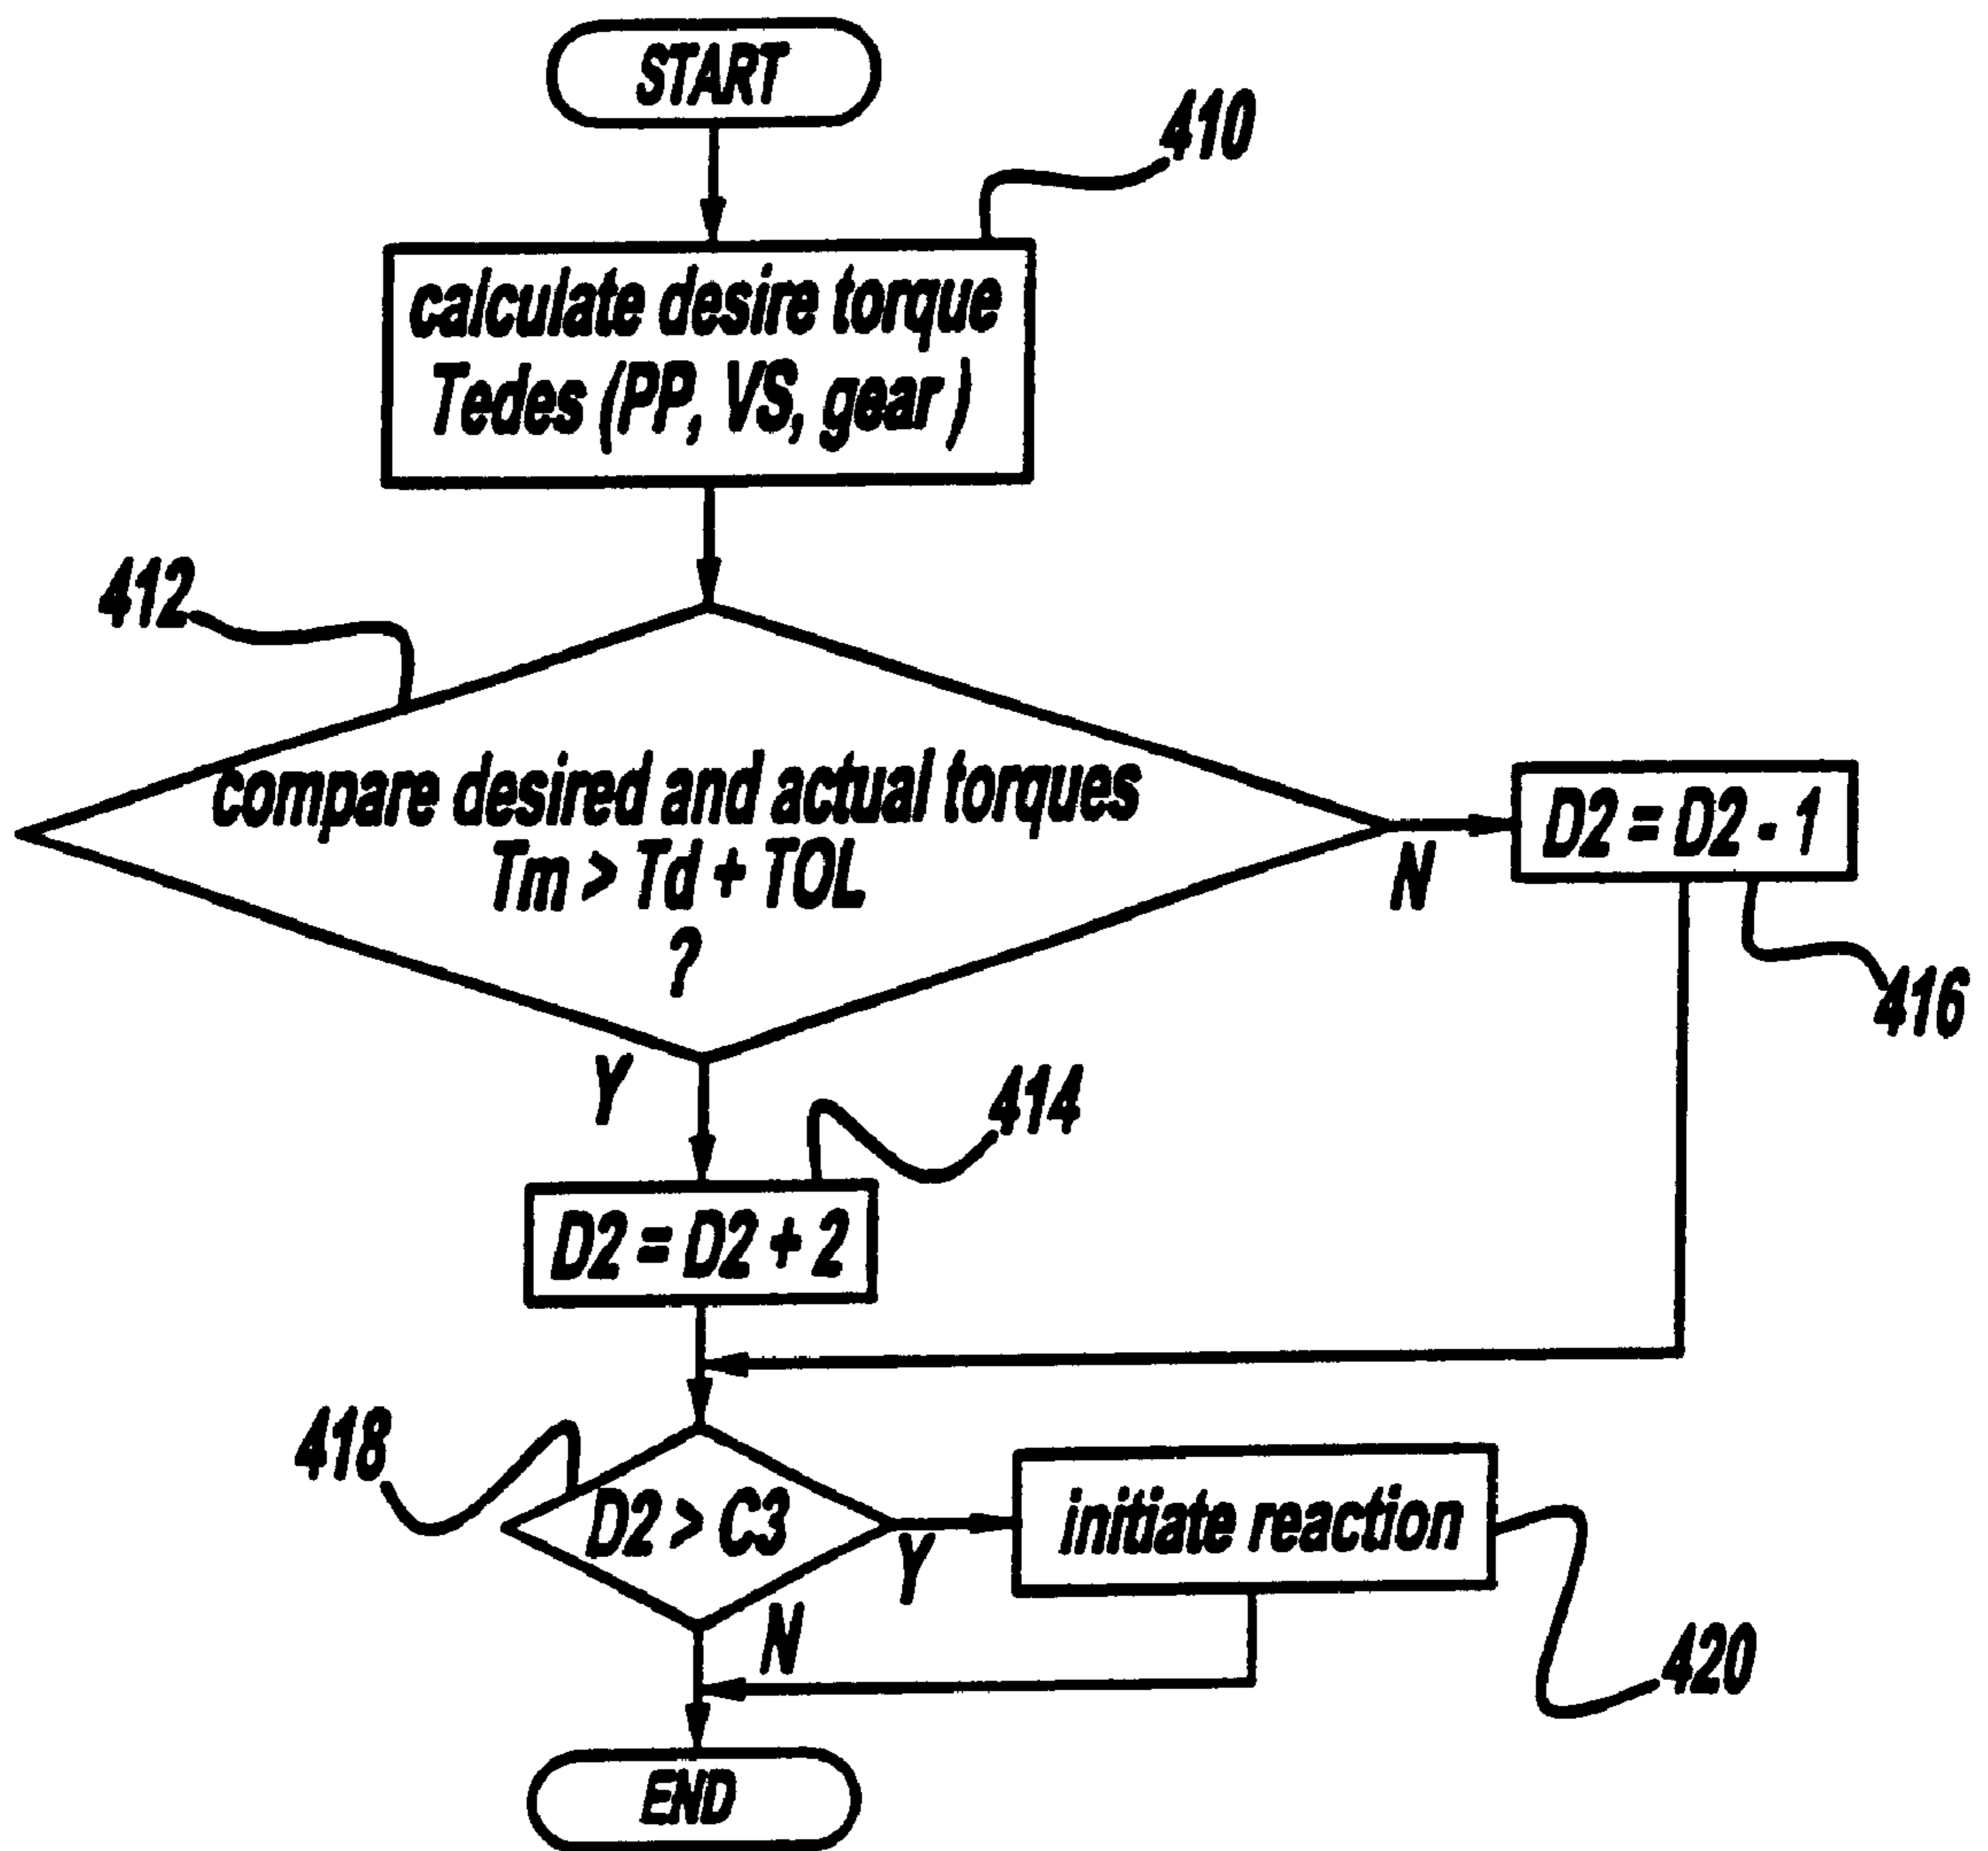 START
410
calculate desire torque
Tedes (PP, VS, gear)
412
compare desired and actual torques
Tm > Td + TOL
?
N
D2 = D2 - 1
416
Y
414
D2 = D2 + 2
418
D2 > C3
Y
initiate reaction
N
420
END